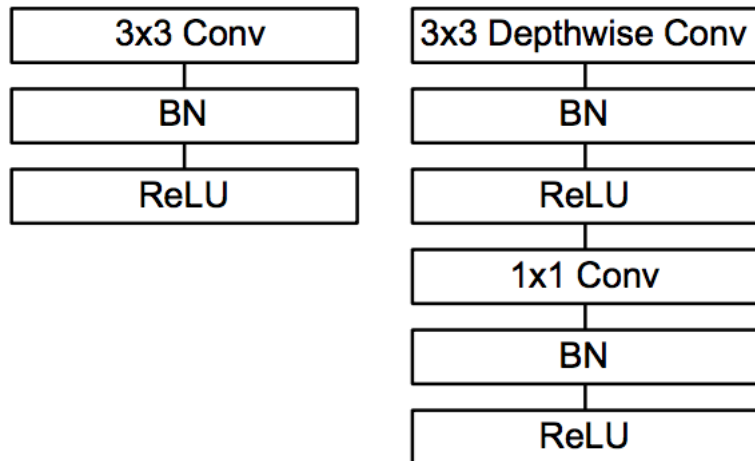 3x3 Conv
BN
ReLU
3x3 Depthwise Conv
BN
ReLU
1x1 Conv
BN
ReLU